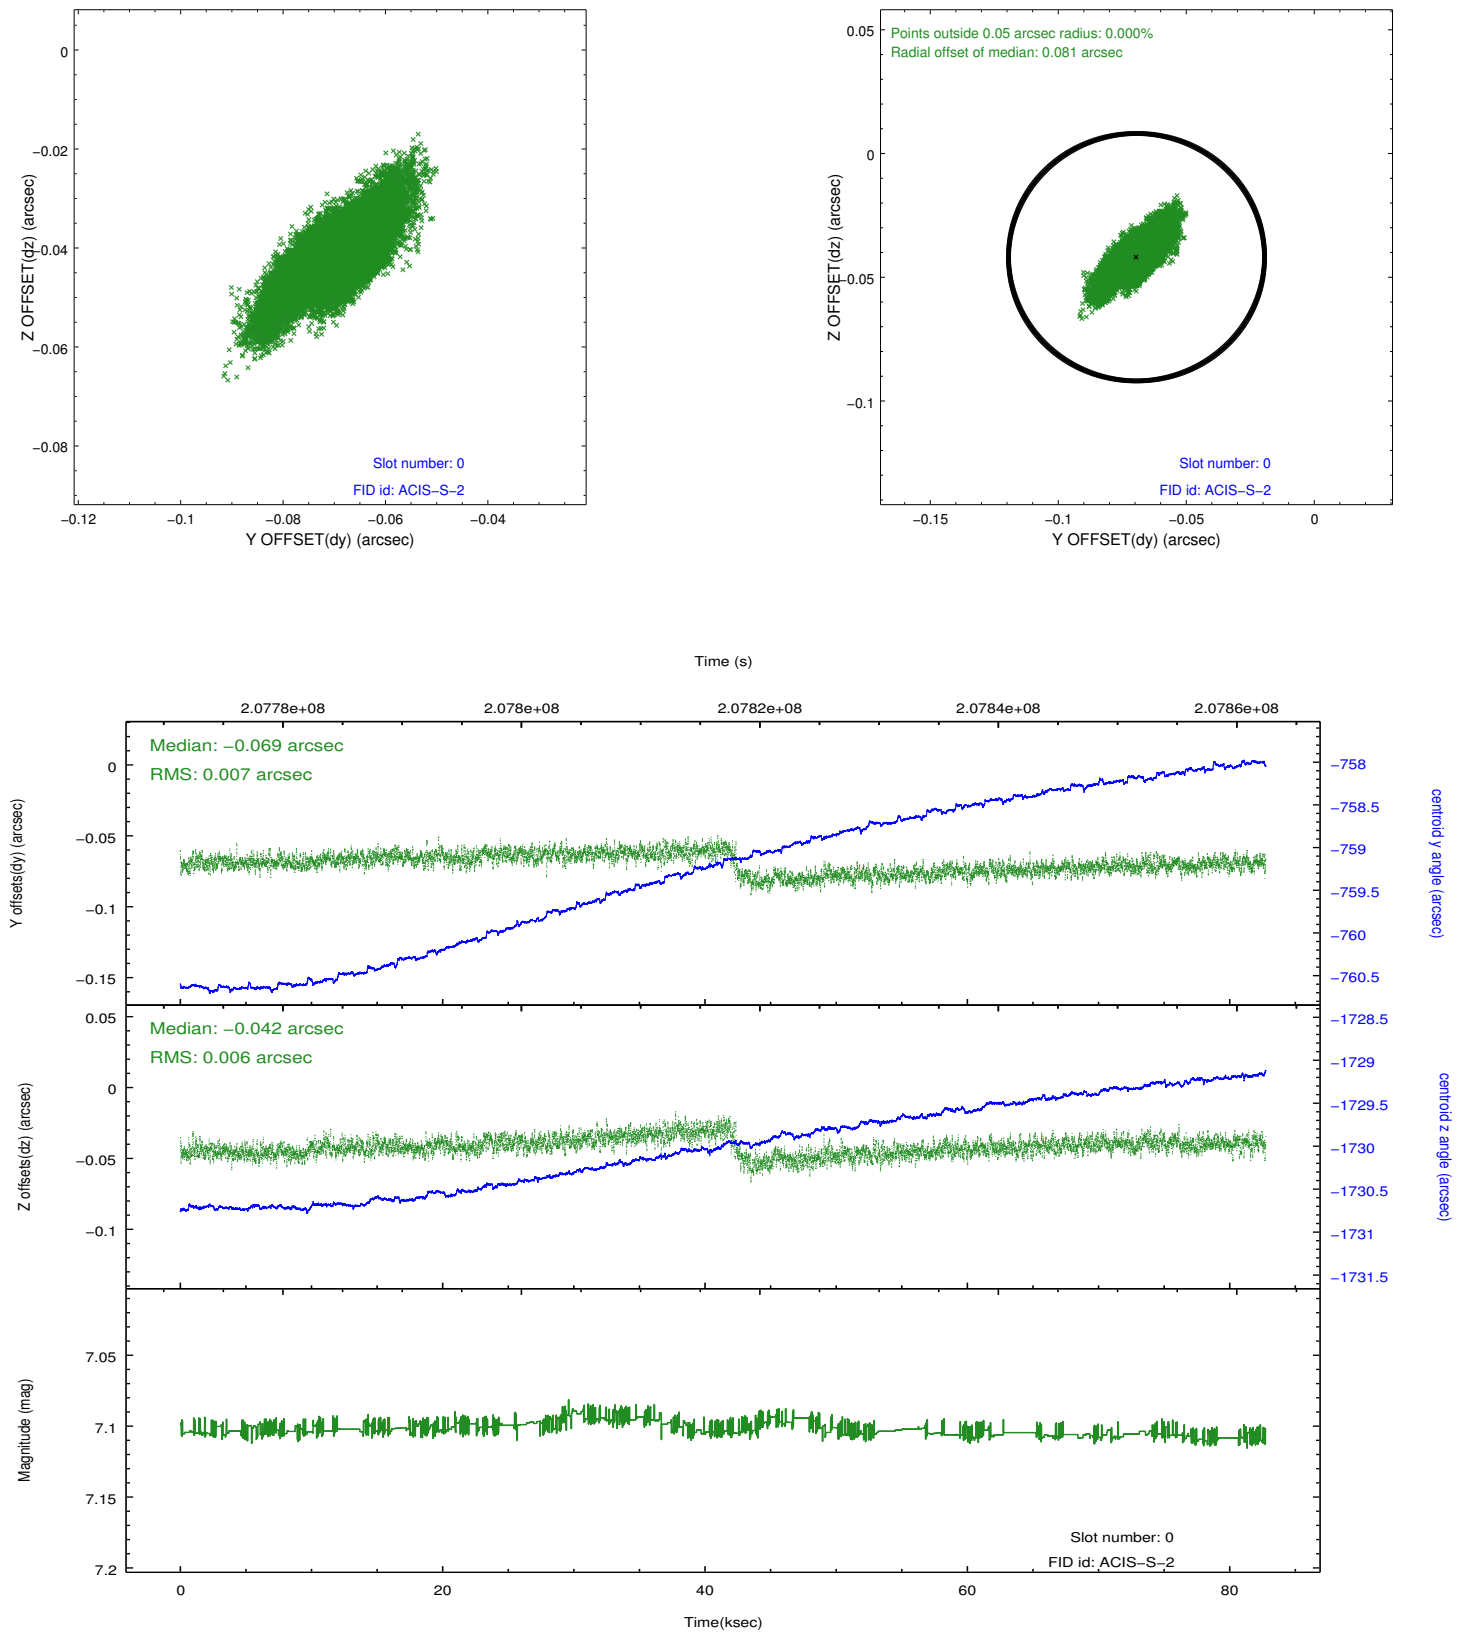 0
−0.02
−0.04
−0.06
−0.08
Z OFFSET(dz) (arcsec)
Slot number: 0
FID id: ACIS−S−2
−0.12 −0.1 −0.08 −0.06 −0.04
Y OFFSET(dy) (arcsec)
0.05
0
−0.05
−0.1
Z OFFSET(dz) (arcsec)
Points outside 0.05 arcsec radius: 0.000%
Radial offset of median: 0.081 arcsec
Slot number: 0
FID id: ACIS−S−2
−0.15 −0.1 −0.05 0
Y OFFSET(dy) (arcsec)
Time (s)
2.0778e+08 2.078e+08 2.0782e+08 2.0784e+08 2.0786e+08
Median: −0.069 arcsec
RMS: 0.007 arcsec
0
−0.05
−0.1
−0.15
Y offsets(dy) (arcsec)
−758
−758.5
−759
−759.5
−760
−760.5
centroid y angle (arcsec)
Median: −0.042 arcsec
RMS: 0.006 arcsec
0.05
0
−0.05
−0.1
Z offsets(dz) (arcsec)
−1728.5
−1729
−1729.5
−1730
−1730.5
−1731
−1731.5
centroid z angle (arcsec)
7.05
7.1
7.15
7.2
Magnitude (mag)
Slot number: 0
FID id: ACIS−S−2
0 20 40 60 80
Time(ksec)